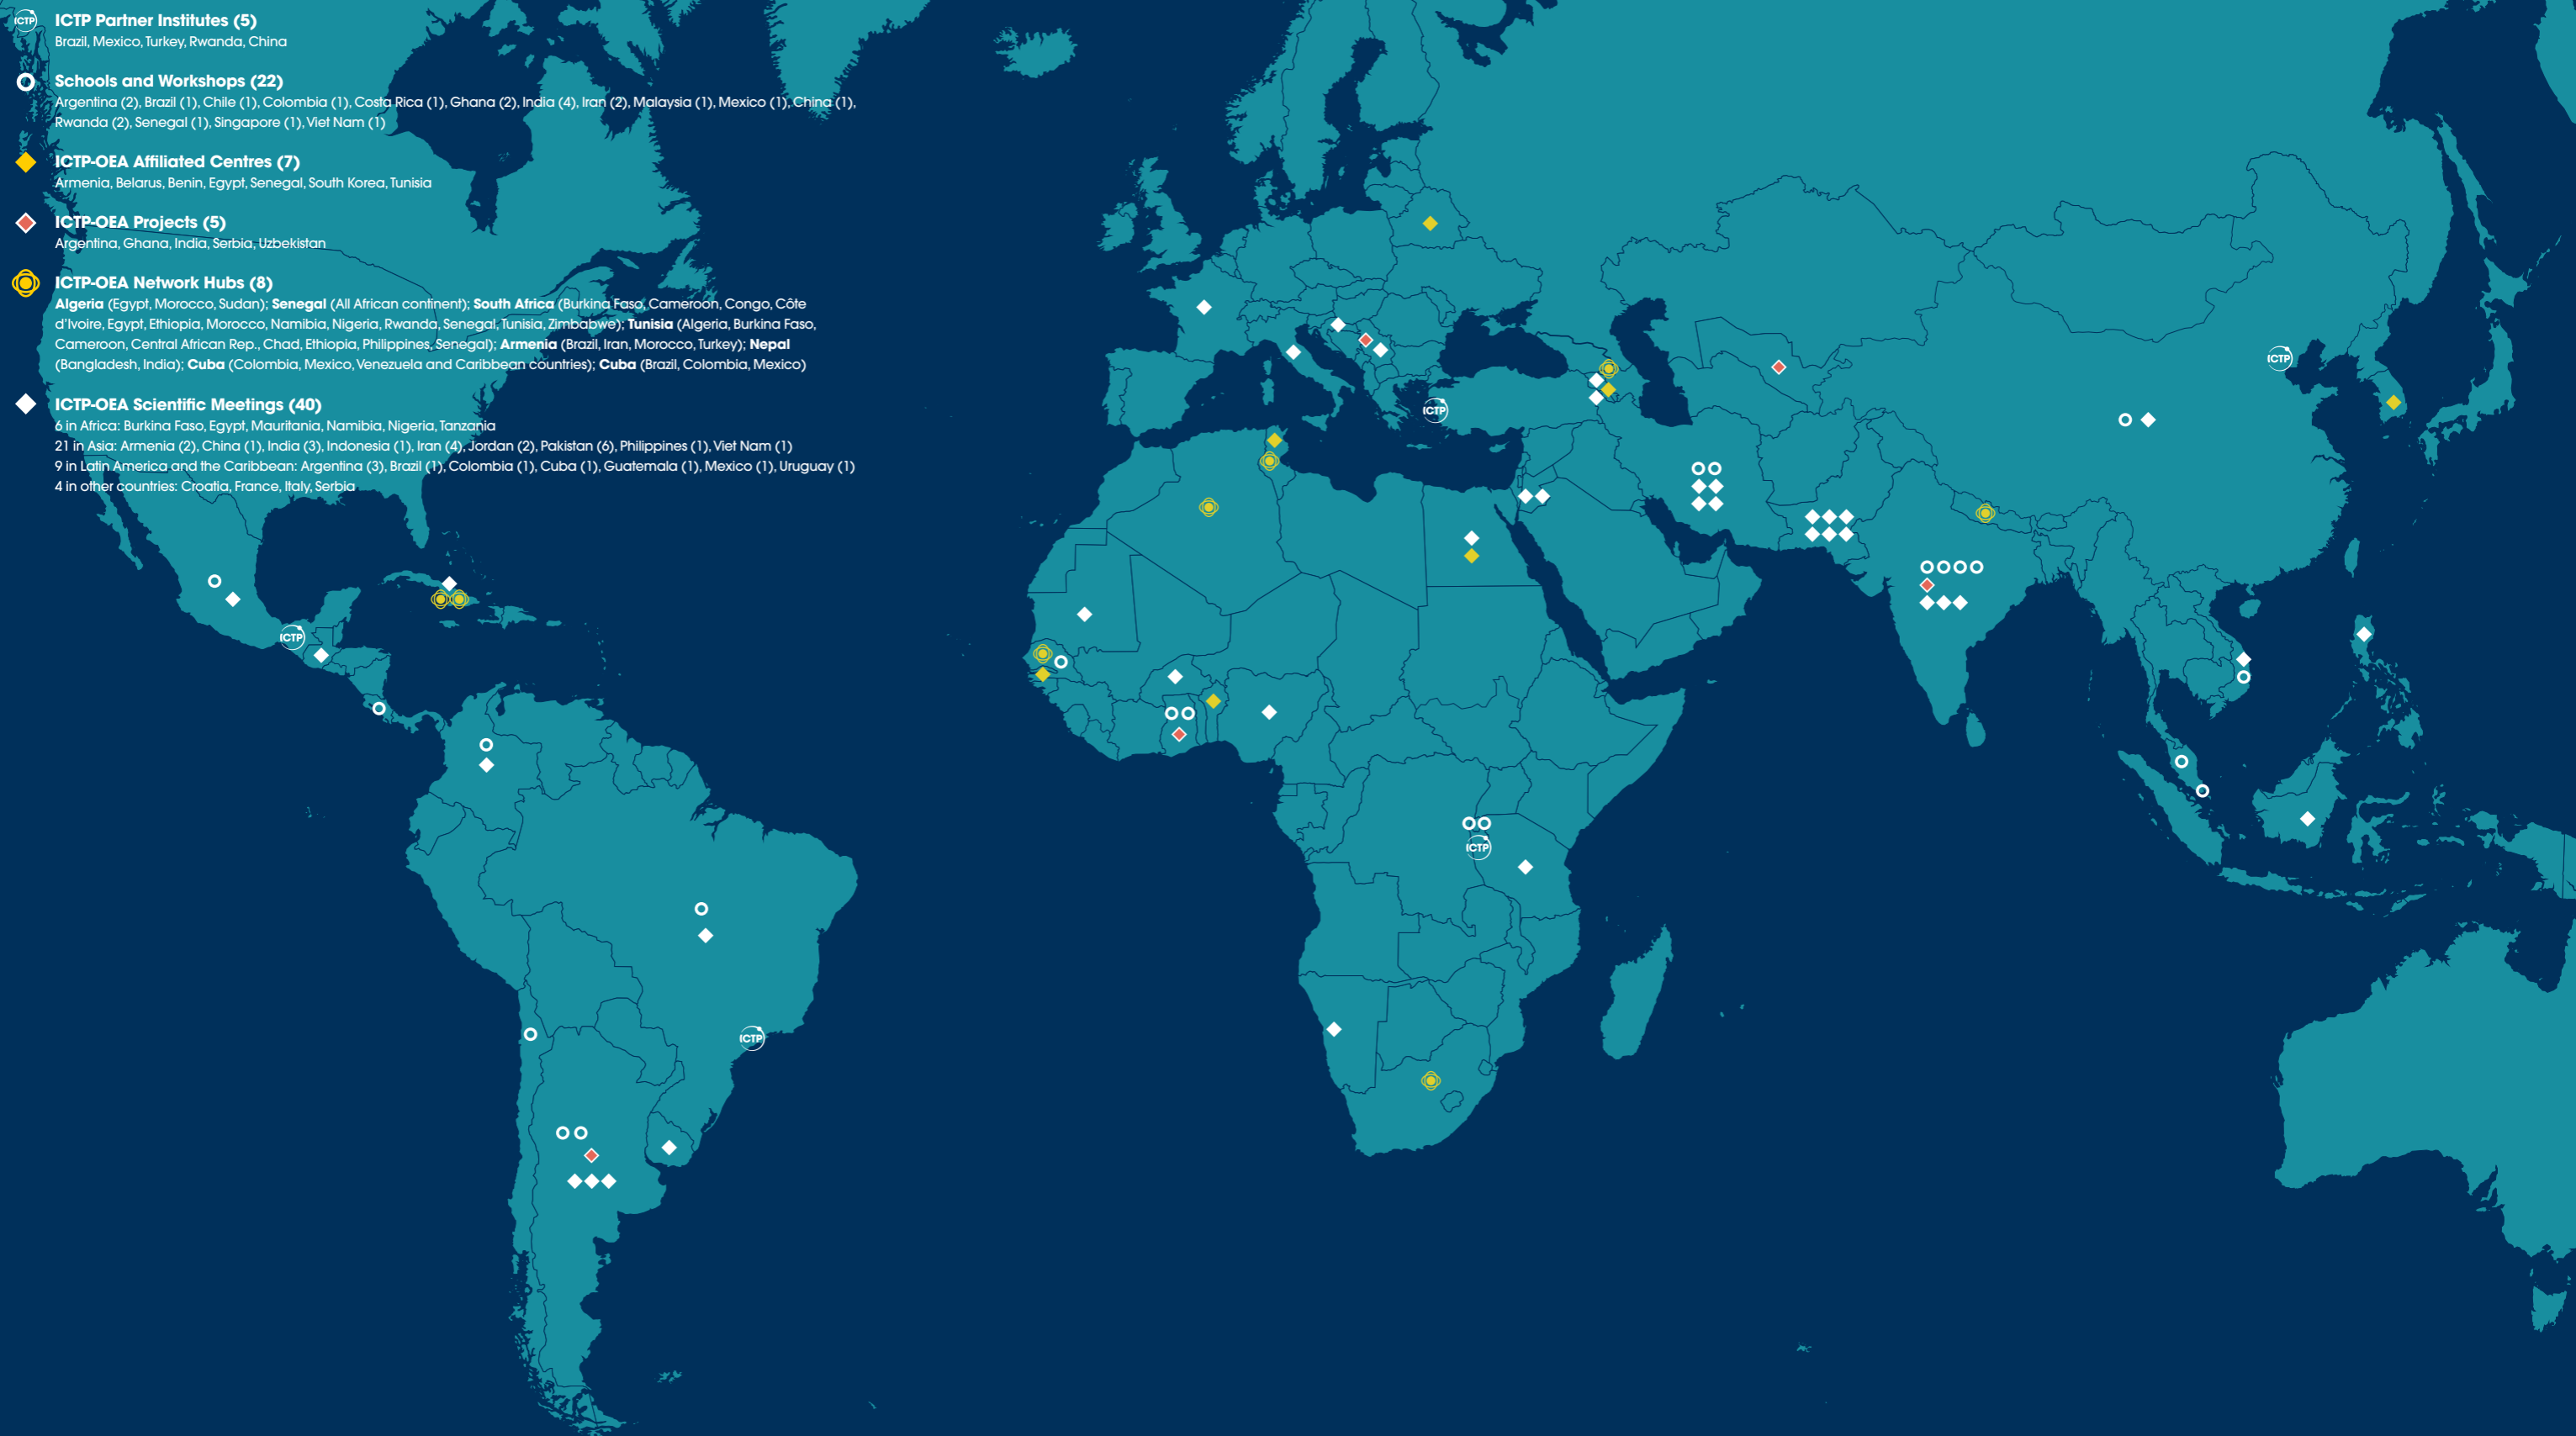 ICTP
ICTP Partner Institutes (5)
Brazil, Mexico, Turkey, Rwanda, China
Schools and Workshops (22)
Argentina (2), Brazil (1), Chile (1), Colombia (1), Costa Rica (1), Ghana (2), India (4), Iran (2), Malaysia (1), Mexico (1), China (1),
Rwanda (2), Senegal (1), Singapore (1), Viet Nam (1)
ICTP-OEA Affiliated Centres (7)
Armenia, Belarus, Benin, Egypt, Senegal, South Korea, Tunisia
ICTP-OEA Projects (5)
Argentina, Ghana, India, Serbia, Uzbekistan
ICTP-OEA Network Hubs (8)
Algeria (Egypt, Morocco, Sudan); Senegal (All African continent); South Africa (Burkina Faso, Cameroon, Congo, Côte
d'Ivoire, Egypt, Ethiopia, Morocco, Namibia, Nigeria, Rwanda, Senegal, Tunisia, Zimbabwe); Tunisia (Algeria, Burkina Faso,
Cameroon, Central African Rep., Chad, Ethiopia, Philippines, Senegal); Armenia (Brazil, Iran, Morocco, Turkey); Nepal
(Bangladesh, India); Cuba (Colombia, Mexico, Venezuela and Caribbean countries); Cuba (Brazil, Colombia, Mexico)
ICTP-OEA Scientific Meetings (40)
6 in Africa: Burkina Faso, Egypt, Mauritania, Namibia, Nigeria, Tanzania
21 in Asia: Armenia (2), China (1), India (3), Indonesia (1), Iran (4), Jordan (2), Pakistan (6), Philippines (1), Viet Nam (1)
9 in Latin America and the Caribbean: Argentina (3), Brazil (1), Colombia (1), Cuba (1), Guatemala (1), Mexico (1), Uruguay (1)
4 in other countries: Croatia, France, Italy, Serbia
ICTP
ICTP
ICTP
ICTP
ICTP